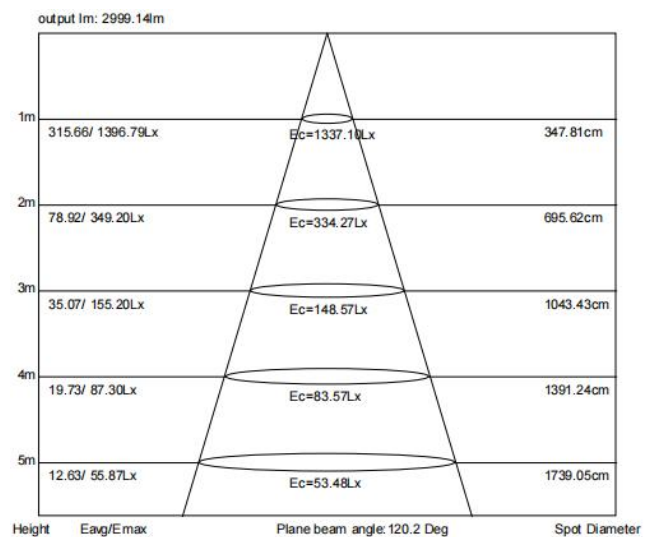 output lm: 2999.14lm
1m
315.66/ 1396.79Lx
Ec=1337.10Lx
347.81cm
2m
78.92/ 349.20Lx
Ec=334.27Lx
695.62cm
3m
35.07/ 155.20Lx
Ec=148.57Lx
1043.43cm
4m
19.73/ 87.30Lx
Ec=83.57Lx
1391.24cm
5m
12.63/ 55.87Lx
Ec=53.48Lx
1739.05cm
Height Eavg/Emax Plane beam angle:120.2 Deg Spot Diameter